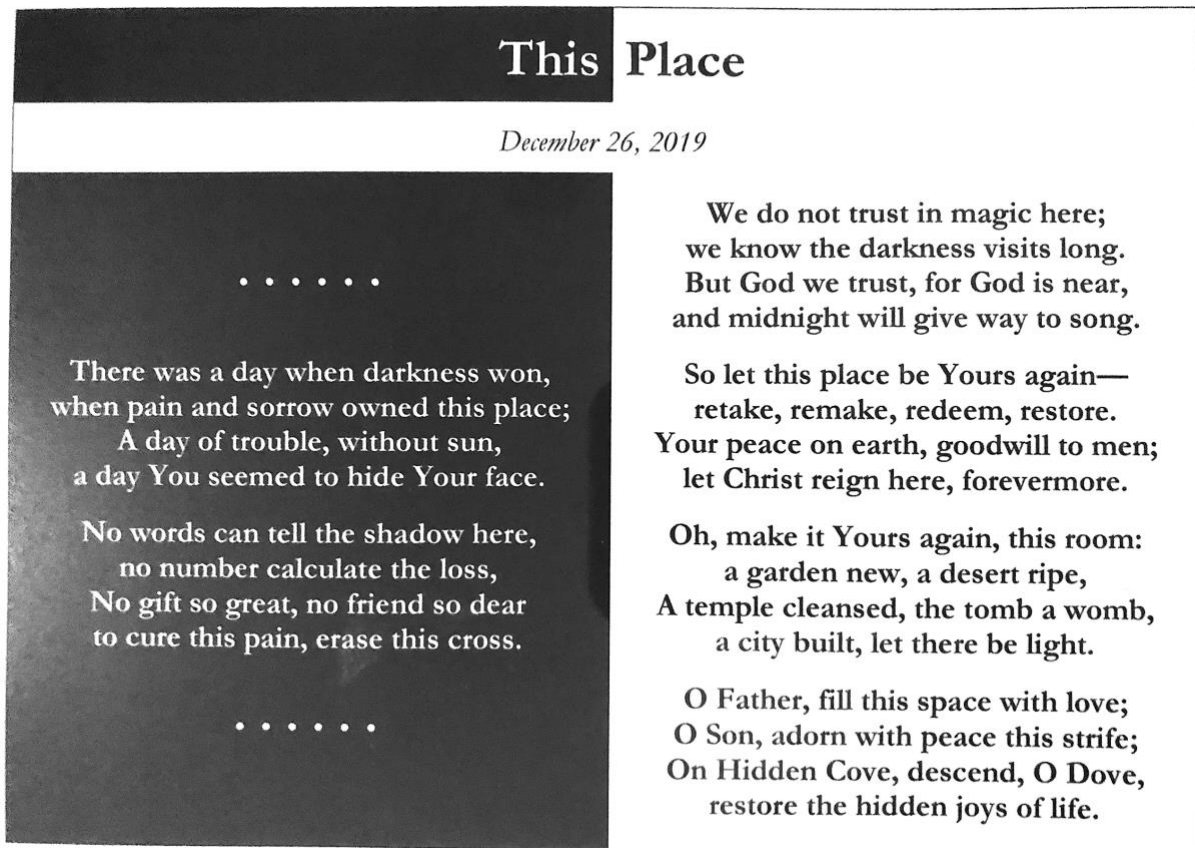 This Place
December 26, 2019
• • • • • •
There was a day when darkness won,
when pain and sorrow owned this place;
A day of trouble, without sun,
a day You seemed to hide Your face.
No words can tell the shadow here,
no number calculate the loss,
No gift so great, no friend so dear
to cure this pain, erase this cross.
• • • • • •
We do not trust in magic here;
we know the darkness visits long.
But God we trust, for God is near,
and midnight will give way to song.
So let this place be Yours again—
retake, remake, redeem, restore.
Your peace on earth, goodwill to men;
let Christ reign here, forevermore.
Oh, make it Yours again, this room:
a garden new, a desert ripe,
A temple cleansed, the tomb a womb,
a city built, let there be light.
O Father, fill this space with love;
O Son, adorn with peace this strife;
On Hidden Cove, descend, O Dove,
restore the hidden joys of life.